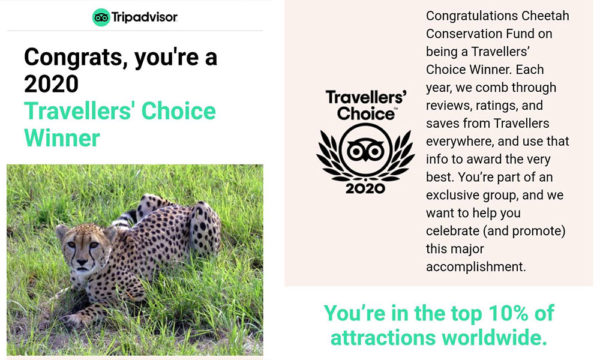 Tripadvisor
Congrats, you're a
2020
Travellers' Choice
Winner
Travellers'
Choice™
2020
Congratulations Cheetah
Conservation Fund on
being a Travellers'
Choice Winner. Each
year, we comb through
reviews, ratings, and
saves from Travellers
everywhere, and use that
info to award the very
best. You're part of an
exclusive group, and we
want to help you
celebrate (and promote)
this major
accomplishment.
You're in the top 10% of
attractions worldwide.